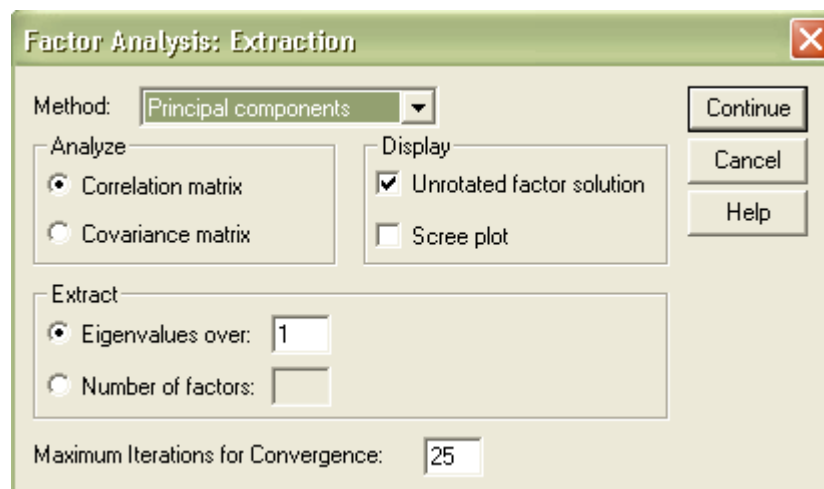 Factor Analysis: Extraction
Method: Principal components
Continue
Analyze
Correlation matrix
Covariance matrix
Display
Unrotated factor solution
Scree plot
Cancel
Help
Extract
Eigenvalues over: 1
Number of factors:
Maximum Iterations for Convergence: 25